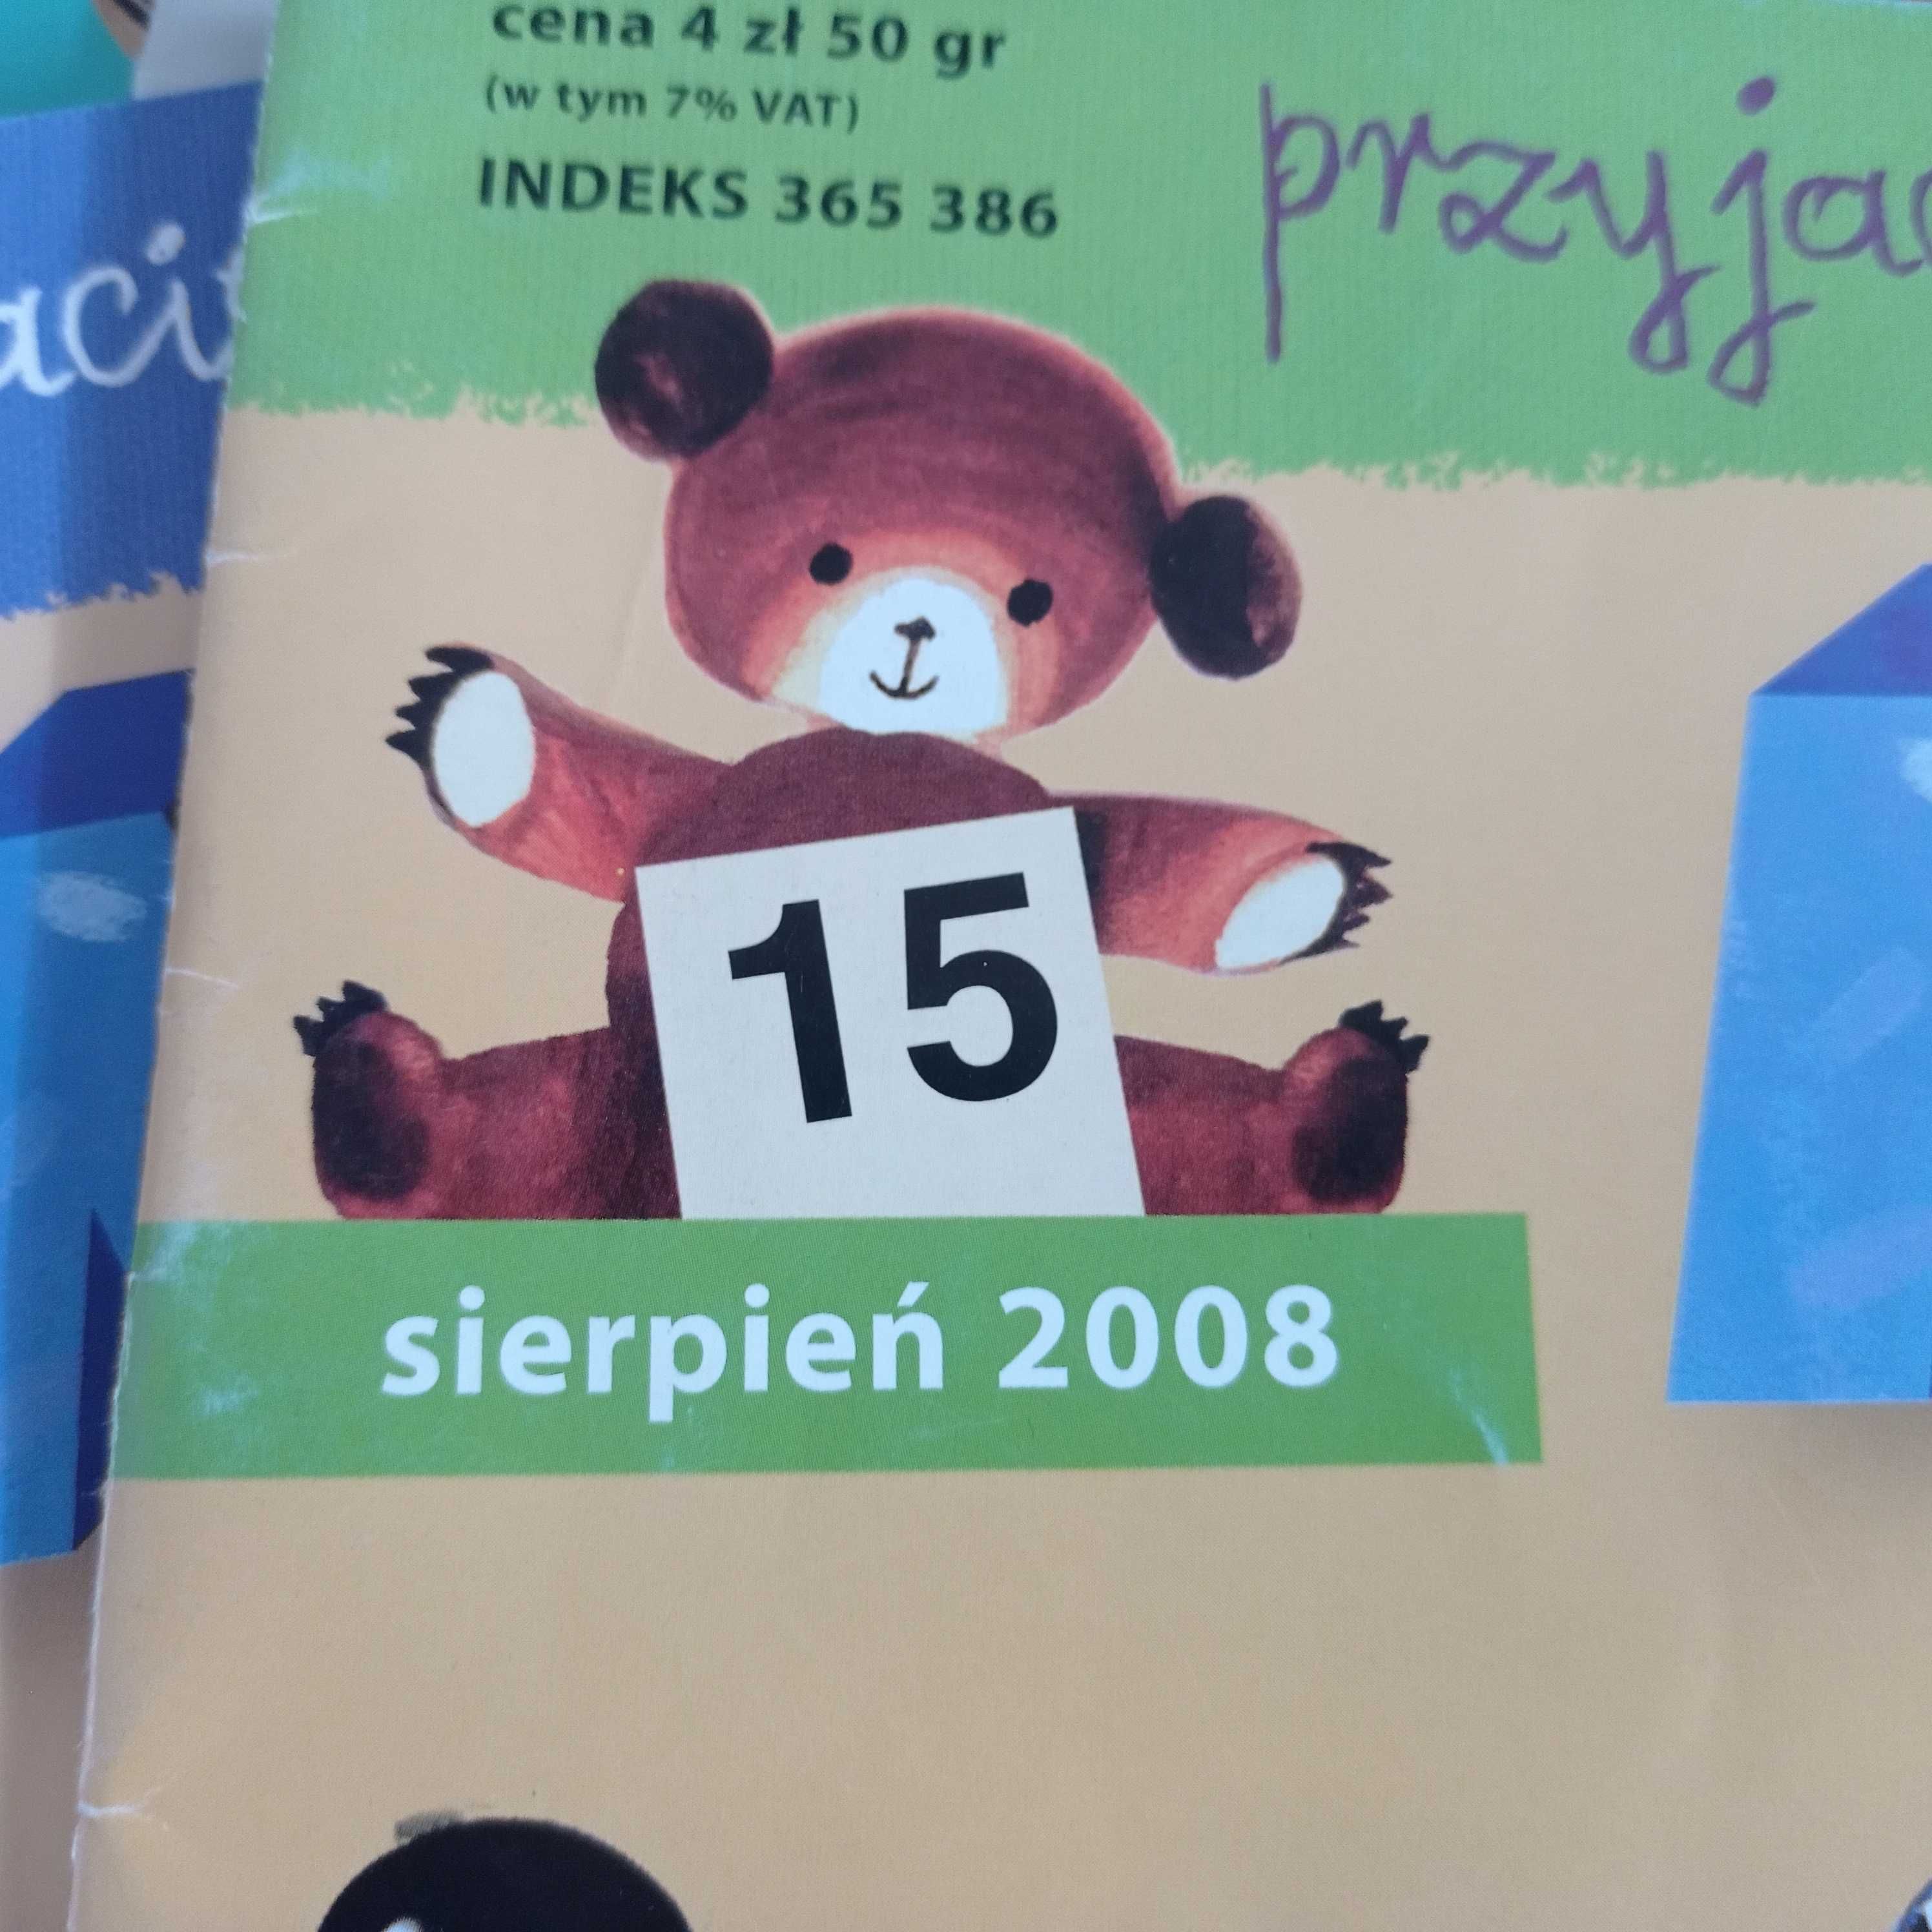 cena 4 zł 50 gr
(w tym 7% VAT)
INDEKS 365 386
15
sierpień 2008